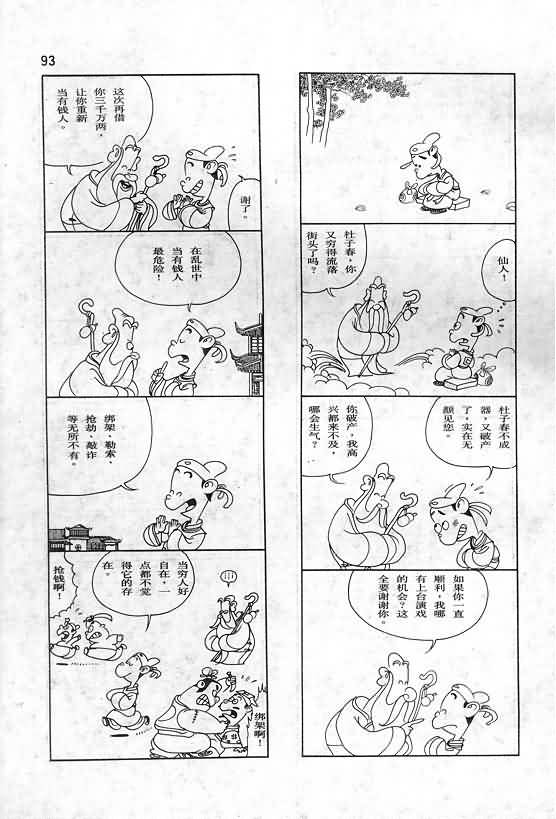 93
仙人！
杜子春，你
又穷得流落
街头了吗？
杜子春不成
器，又破产
了，实在无
颜见您。
你破产，我高
兴都来不及，
哪会生气？
如果你一直
顺利，我哪
有上台演戏
的机会？这
全要谢谢你。
这次再借
你三千万两，
让你重新
当有钱人。
谢了。
在乱世中
当有钱人
最危险！
绑架、勒索、
抢劫、敲诈
等无所不有。
当穷人好
自在，一
点都不觉
得它的存
在。
抢钱啊！
绑架啊！